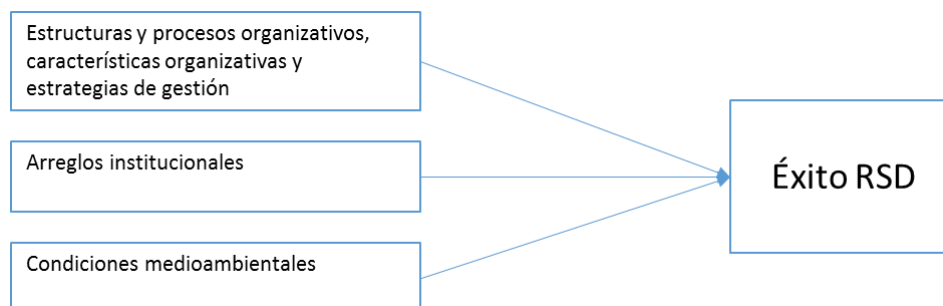 Estructuras y procesos organizativos,
características organizativas y
estrategias de gestión
Arreglos institucionales
Condiciones medioambientales
Éxito RSD